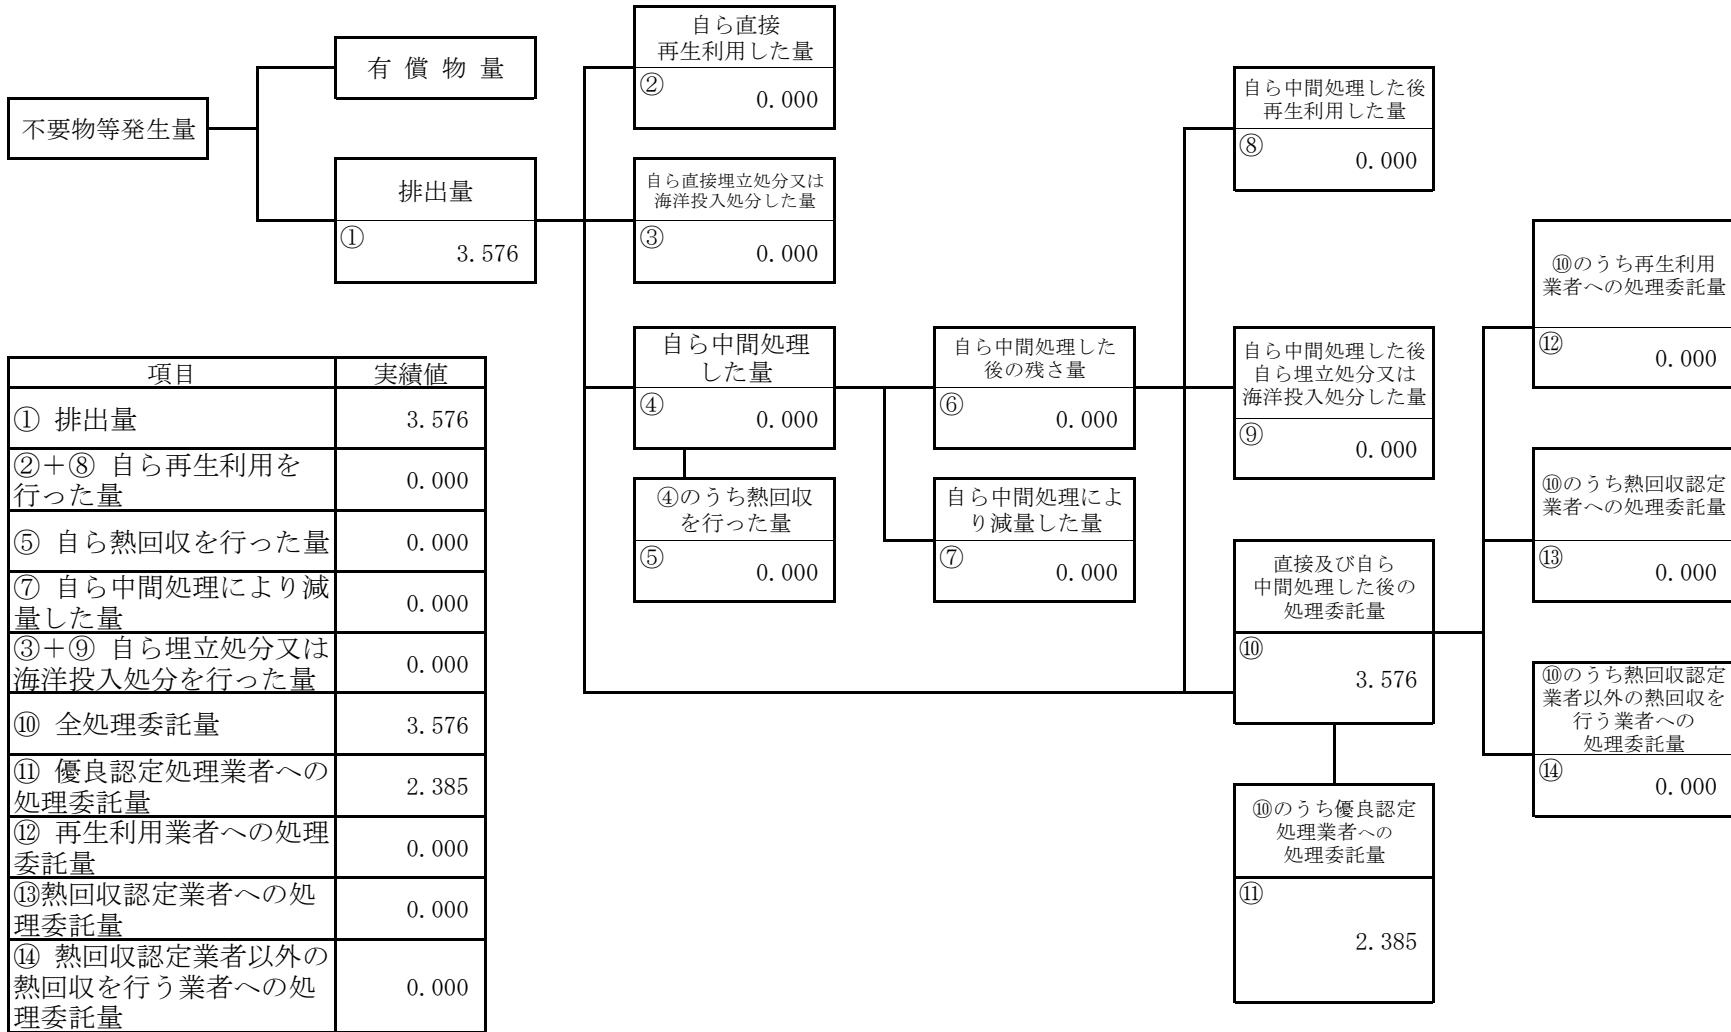 不要物等発生量
有償物量
排出量
①
3.576
自ら直接
再生利用した量
②
0.000
自ら直接埋立処分又は
海洋投入処分した量
③
0.000
自ら中間処理
した量
④
0.000
④のうち熱回収
を行った量
⑤
0.000
自ら中間処理した
後の残さ量
⑥
0.000
自ら中間処理によ
り減量した量
⑦
0.000
自ら中間処理した後
再生利用した量
⑧
0.000
自ら中間処理した後
自ら埋立処分又は
海洋投入処分した量
⑨
0.000
直接及び自ら
中間処理した後の
処理委託量
⑩
3.576
⑩のうち優良認定
処理業者への
処理委託量
⑪
2.385
⑩のうち再生利用
業者への処理委託量
⑫
0.000
⑩のうち熱回収認定
業者への処理委託量
⑬
0.000
⑩のうち熱回収認定
業者以外の熱回収を
行う業者への
処理委託量
⑭
0.000
項目 実績値
① 排出量 3.576
②＋⑧ 自ら再生利用を
行った量 0.000
⑤ 自ら熱回収を行った量 0.000
⑦ 自ら中間処理により減
量した量 0.000
③＋⑨ 自ら埋立処分又は
海洋投入処分を行った量 0.000
⑩ 全処理委託量 3.576
⑪ 優良認定処理業者への
処理委託量 2.385
⑫ 再生利用業者への処理
委託量 0.000
⑬熱回収認定業者への処
理委託量 0.000
⑭ 熱回収認定業者以外の
熱回収を行う業者への処
理委託量 0.000